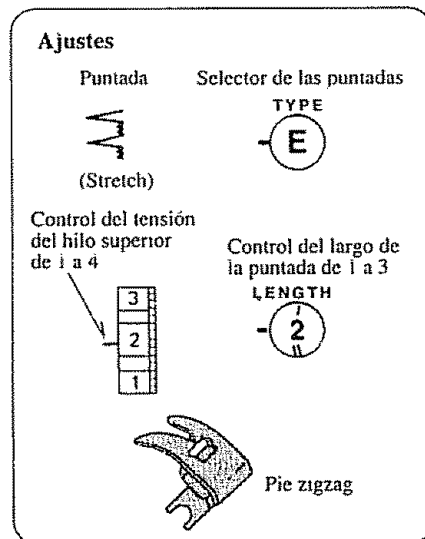 Ajustes
Puntada
Selector de las puntadas
TYPE
E
(Stretch)
Control del tensión
del hilo superior
de 1 a 4
3
2
1
Control del largo de
la puntada de 1 a 3
LENGTH
2
Pie zigzag